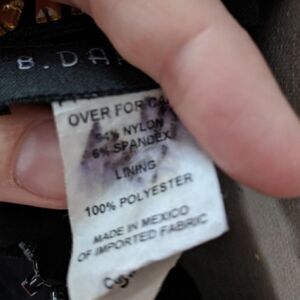 B.DA
OVER FOR CA
94% NYLON
6% SPANDEX
LINING
100% POLYESTER
MADE IN MEXICO
OF IMPORTED FABRIC